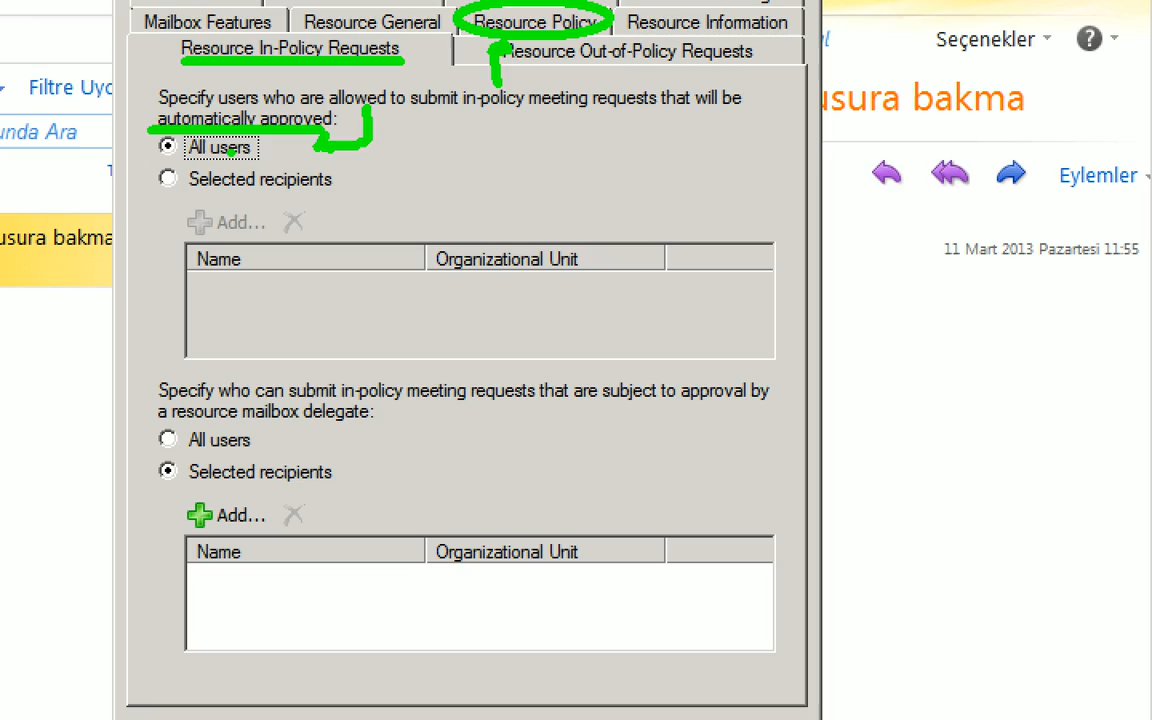 Mailbox Features Resource General Resource Policy Resource Information
Resource In-Policy Requests Resource Out-of-Policy Requests
Seçenekler ?
Filtre Uyc
Specify users who are allowed to submit in-policy meeting requests that will be
automatically approved:
usura bakma
unda Ara
All users
Selected recipients
Eylemler
Add...
usura bakma
11 Mart 2013 Pazartesi 11:55
Name Organizational Unit
Specify who can submit in-policy meeting requests that are subject to approval by
a resource mailbox delegate:
All users
Selected recipients
Add...
Name Organizational Unit